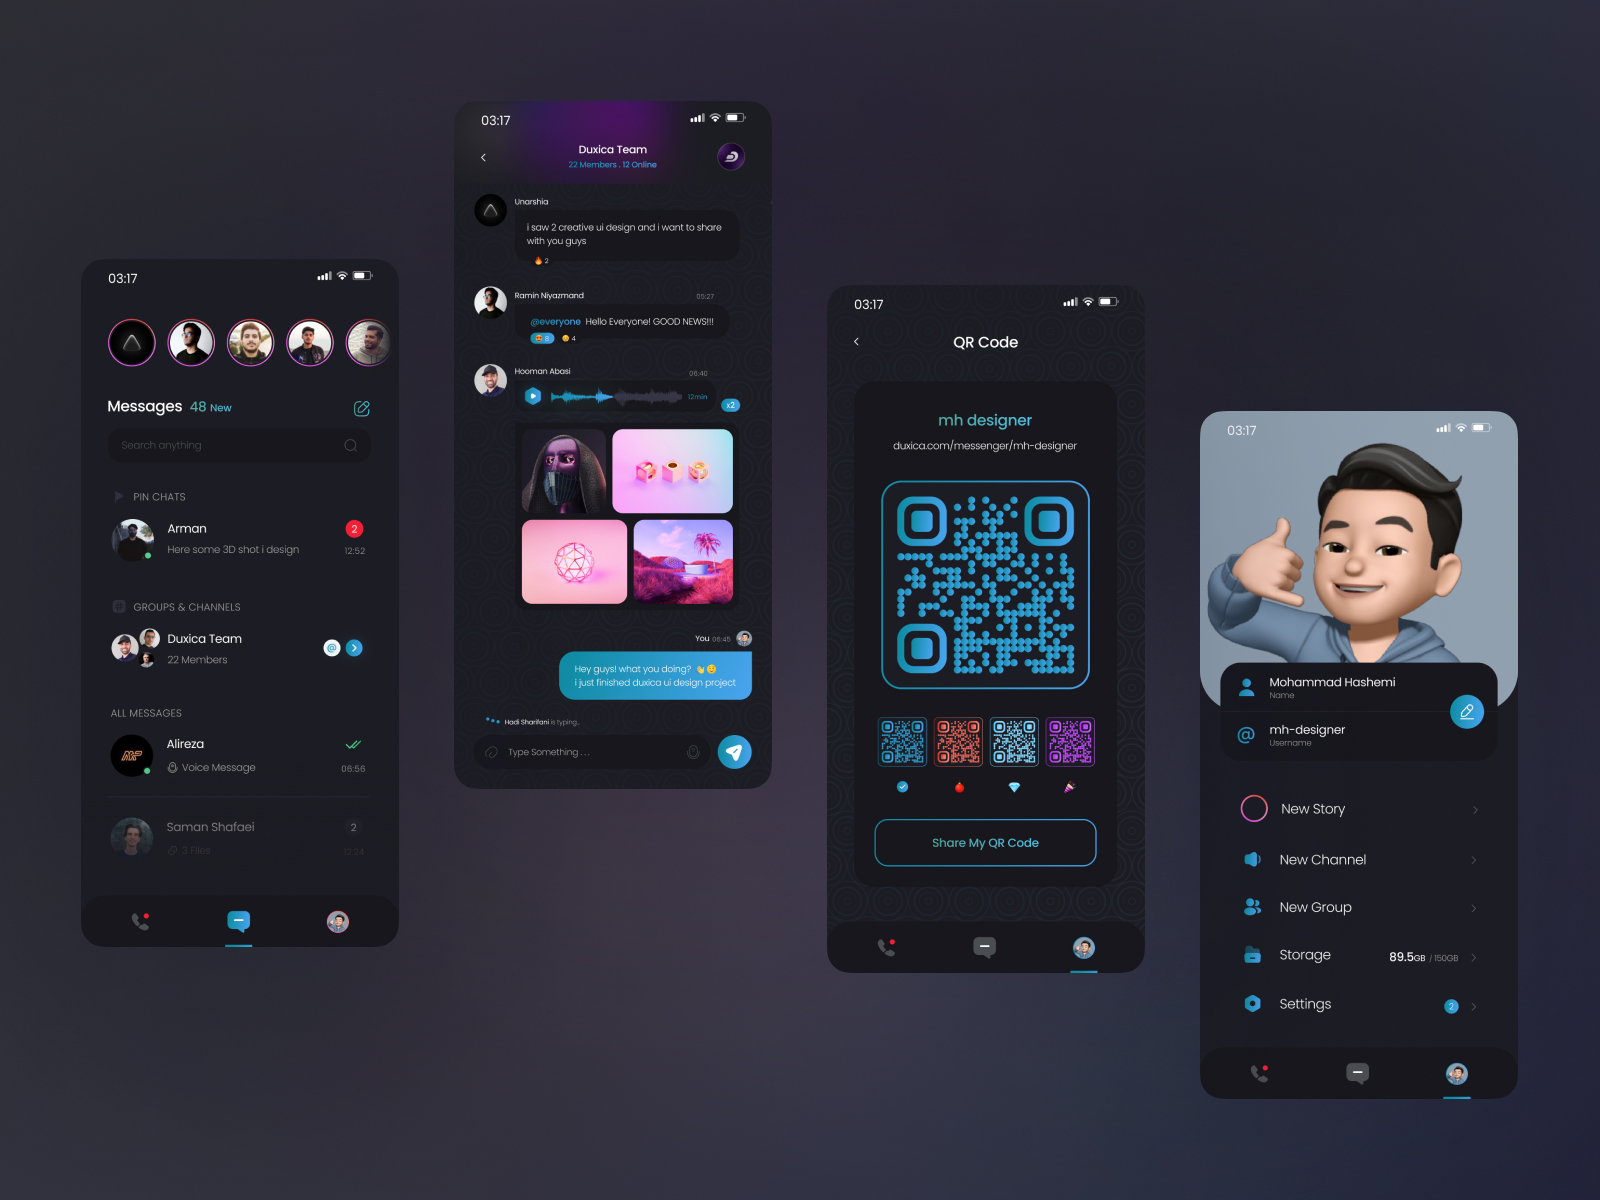 03:17
Messages 48 New
Search anything
PIN CHATS
Arman
2
Here some 3D shot i design
12:52
GROUPS & CHANNELS
Duxica Team
@
22 Members
ALL MESSAGES
Alireza
Voice Message
06:56
Saman Shafaei
2
3 Files
12:24
03:17
Duxica Team
22 Members . 12 Online
Unarshia
i saw 2 creative ui design and i want to share
with you guys
🔥 2
Ramin Niyazmand
05:27
@everyone Hello Everyone! GOOD NEWS!!!
😍 8 😄 4
Hooman Abasi
06:40
12min
x2
You 06:45
Hey guys! what you doing? 👋😊
i just finished duxica ui design project
Hadi Sharifani is typing..
Type Something . . .
03:17
QR Code
mh designer
duxica.com/messenger/mh-designer
Share My QR Code
03:17
Mohammad Hashemi
Name
@
mh-designer
Username
New Story
New Channel
New Group
Storage
89.5GB / 150GB
Settings
2